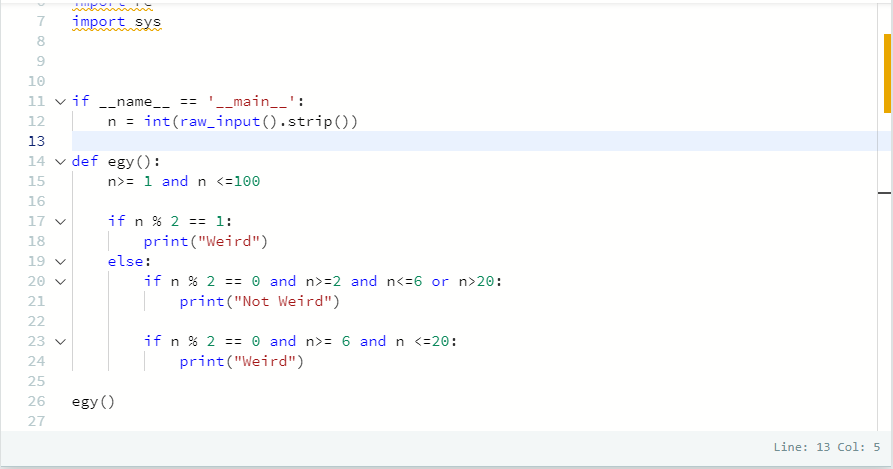 7 import sys
8
9
10
11 if __name__ == '__main__':
12 n = int(raw_input().strip())
13
14 def egy():
15 n>= 1 and n <=100
16
17 if n % 2 == 1:
18 print("Weird")
19 else:
20 if n % 2 == 0 and n>=2 and n<=6 or n>20:
21 print("Not Weird")
22
23 if n % 2 == 0 and n>= 6 and n <=20:
24 print("Weird")
25
26 egy()
27
Line: 13 Col: 5